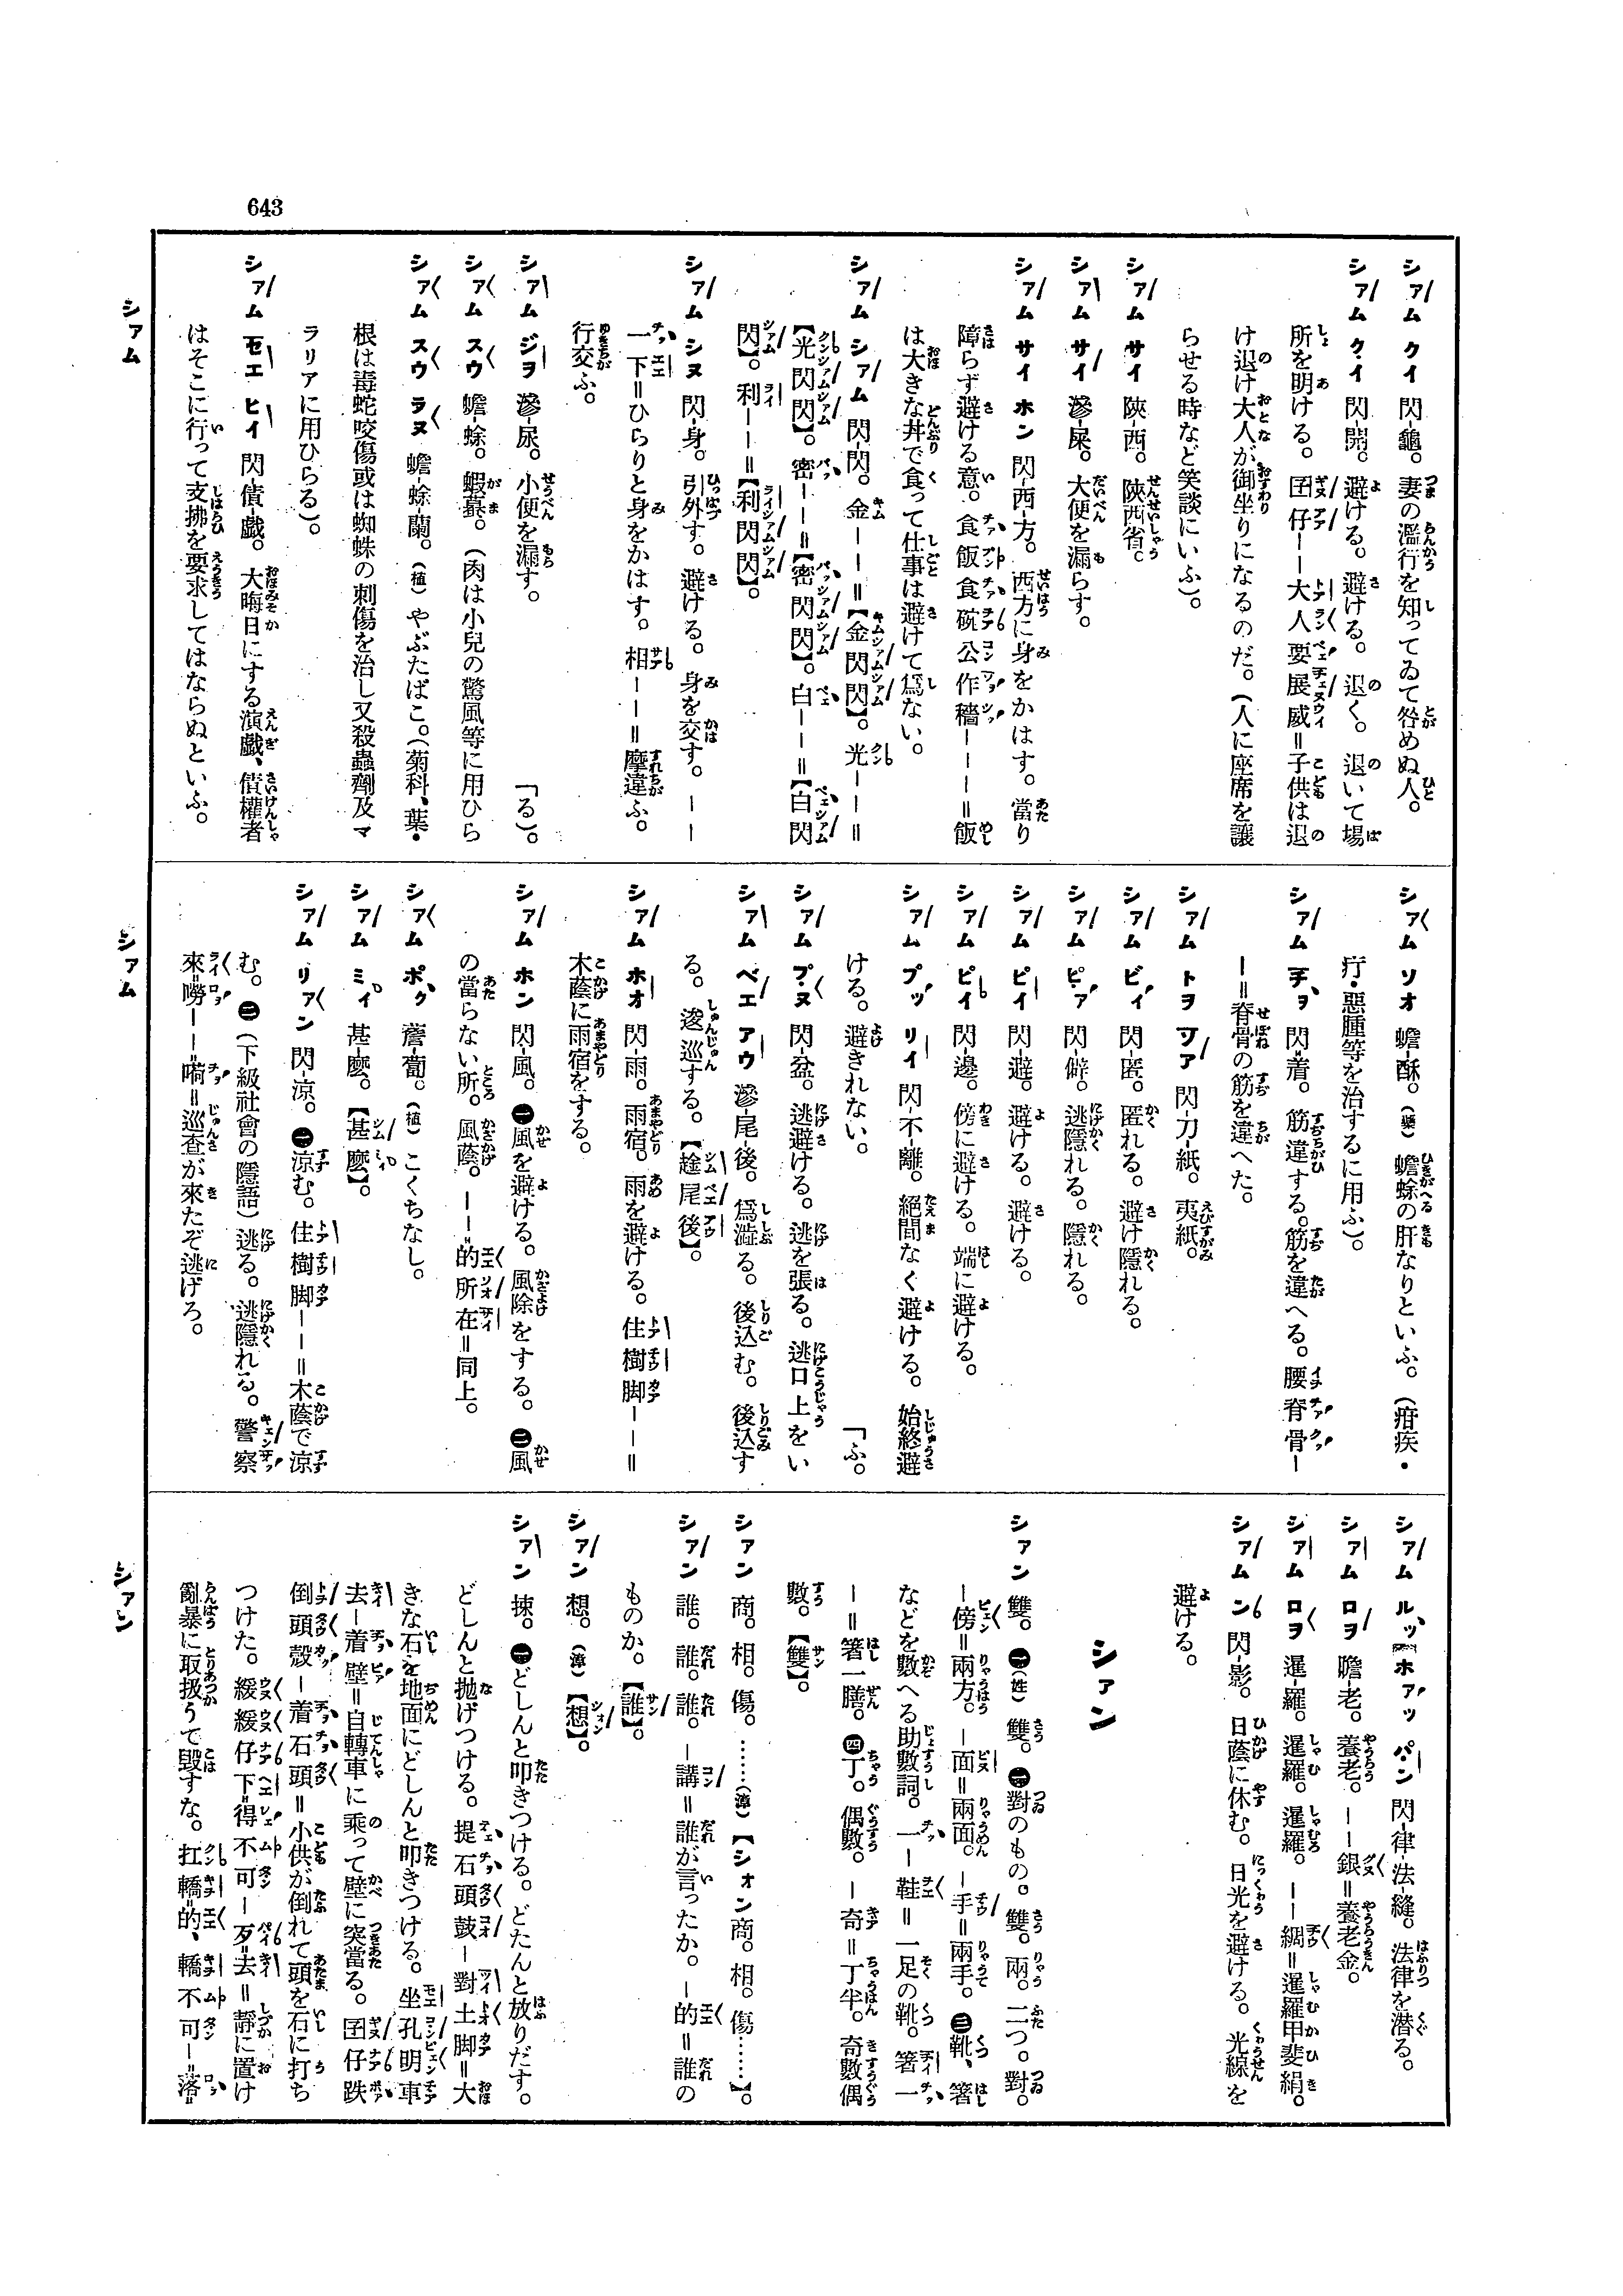 643
シァム クイ 閃-龜。妻の濫行を知ってゐて咎めぬ人。
シァム クイ 閃-開。避ける。避ける。退く。退いて場
所を明ける。囝仔——大人要展威=子供は退
け退け大人が御坐りになるのだ。(人に座席を讓
らせる時など笑談にいふ)。
シァム サイ 陝-西。陝西省。
シァム サイ 滲-屎。大便を漏らす。
シァム サイ ホン 閃-西-方。西方に身をかはす。當り
障らず避ける意。食飯食碗公作穡———=飯
は大きな丼で食って仕事は避けて爲ない。
シァム シァム 閃-閃。金——=【金閃閃】。光——=
【光閃閃】。密——=【密閃閃】。白——=【白閃
閃】。利——=【利閃閃】。
シァム シヌ 閃-身。引外す。避ける。身を交す。——
一下=ひらりと身をかはす。相——=摩違ふ。
行交ふ。
シァム ジヲ 滲-尿。小便を漏す。
「る)。
シァム スウ 蟾-蜍。蝦蟇。(肉は小兒の驚風等に用ひら
シァム スウ ラヌ 蟾-蜍-蘭。(植)やぶたばこ。(菊科、葉・
根は毒蛇咬傷或は蜘蛛の刺傷を治し又殺蟲劑及マ
ラリアに用ひらる)。
シァム モエ ヒイ 閃-債-戲。大晦日にする演戲、債權者
はそこに行って支拂を要求してはならぬといふ。
シァム
シァム ソオ 蟾-酥。(藥)蟾蜍の肝なりといふ。(疳疾・
疔・惡腫等を治するに用ふ)。
シァム チヲ 閃=着。筋違する。筋を違へる。腰脊骨—
—=脊骨の筋を違へた。
シァム トヲ ツァ 閃-刀-紙。夷紙。
シァム ビイ 閃-匿。匿れる。避け隱れる。
シァム ピァ 閃-僻。逃隱れる。隱れる。
シァム ピイ 閃-避。避ける。避ける。
シァム ピイ 閃-邊。傍に避ける。端に避ける。
シァム プッ リイ 閃-不-離。絕間なく避ける。始終避
ける。避きれない。
「ふ。
シァム プヌ 閃-盆。逃避ける。逃を張る。逃口上をい
シァム ベエ アウ 滲-尾-後。爲澁る。後込む。後込す
る。逡巡する。【趁尾後】。
シァム ホオ 閃-雨。雨宿。雨を避ける。住樹脚——=
木蔭に雨宿をする。
シァム ホン 閃-風。㊀風を避ける。風除をする。㊁風
の當らない所。風蔭。——=的所在=同上。
シァム ポク 薝-蔔。(植)こくちなし。
シァム ミィ 甚-麽。【甚麽】。
シァム リァン 閃-涼。㊀涼む。住樹脚——=木蔭で涼
む。㊁(下級社會の隱語)逃る。逃隱れる。警察
來=嘮——=嗬=巡查が來たぞ逃げろ。
シァム
シァム ルッ【ホァッ パン 閃-律-法-縫。法律を潜る。
シァム ロヲ 贍-老。養老。——銀=養老金。
シァム ロヲ 暹-羅。暹羅。暹羅。——綢=暹羅甲斐絹。
シァム ン 閃-影。日蔭に休む。日光を避ける。光線を
避ける。
シァン
シァン 雙。㊀(姓)雙。㊁對のもの。雙。兩。二つ。對。
—傍=兩方。—面=兩面。—手=兩手。㊂靴、箸
などを數へる助數詞。一—鞋=一足の靴。箸一
—=箸一膳。㊃丁。偶數。—奇=丁半。奇數偶
數。【雙】。
シァン 商。相。傷。……(漳)【シォン 商。相。傷……】。
シァン 誰。誰。誰。—講=誰が言ったか。—的=誰の
ものか。【誰】。
シァン 想。(漳)【想】。
シァン 㨃。㊀どしんと叩きつける。どたんと放りだす。
どしんと抛げつける。提石頭鼓—對土脚=大
きな石を地面にどしんと叩きつける。坐孔明車
去—着壁=自轉車に乘って壁に突當る。囝仔跌
倒頭殼—着石頭=小供が倒れて頭を石に打ち
つけた。緩緩仔下=得不可—歹=去=靜に置け
亂暴に取扱うて毀すな。扛轎=的、轎不可—=落=
シァン